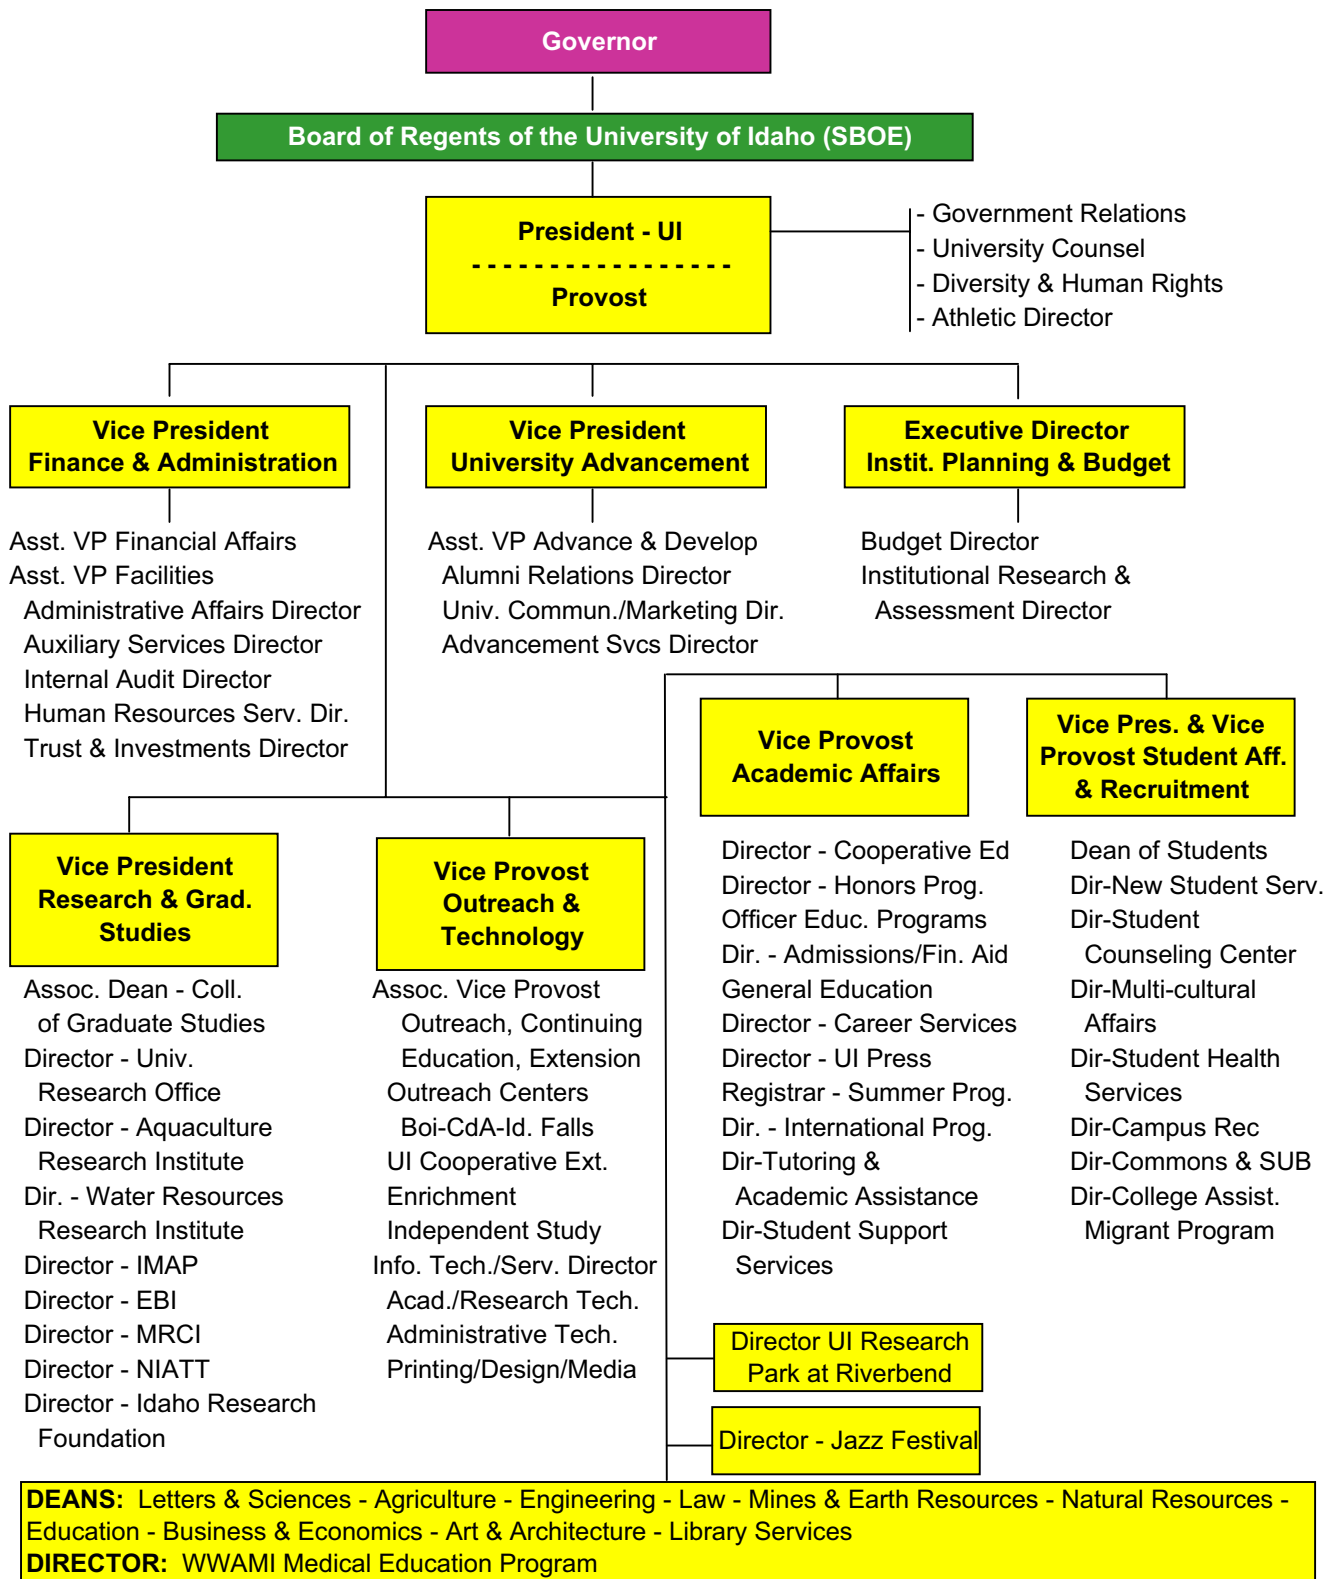 Governor
Board of Regents of the University of Idaho (SBOE)
President - UI
- - - - - - - - - - - - - - - - -
Provost
- Government Relations
- University Counsel
- Diversity & Human Rights
- Athletic Director
Vice President
Finance & Administration
Asst. VP Financial Affairs
Asst. VP Facilities
Administrative Affairs Director
Auxiliary Services Director
Internal Audit Director
Human Resources Serv. Dir.
Trust & Investments Director
Vice President
University Advancement
Asst. VP Advance & Develop
Alumni Relations Director
Univ. Commun./Marketing Dir.
Advancement Svcs Director
Executive Director
Instit. Planning & Budget
Budget Director
Institutional Research &
Assessment Director
Vice President
Research & Grad.
Studies
Assoc. Dean - Coll.
of Graduate Studies
Director - Univ.
Research Office
Director - Aquaculture
Research Institute
Dir. - Water Resources
Research Institute
Director - IMAP
Director - EBI
Director - MRCI
Director - NIATT
Director - Idaho Research
Foundation
Vice Provost
Outreach &
Technology
Assoc. Vice Provost
Outreach, Continuing
Education, Extension
Outreach Centers
Boi-CdA-Id. Falls
UI Cooperative Ext.
Enrichment
Independent Study
Info. Tech./Serv. Director
Acad./Research Tech.
Administrative Tech.
Printing/Design/Media
Vice Provost
Academic Affairs
Director - Cooperative Ed
Director - Honors Prog.
Officer Educ. Programs
Dir. - Admissions/Fin. Aid
General Education
Director - Career Services
Director - UI Press
Registrar - Summer Prog.
Dir. - International Prog.
Dir-Tutoring &
Academic Assistance
Dir-Student Support
Services
Vice Pres. & Vice
Provost Student Aff.
& Recruitment
Dean of Students
Dir-New Student Serv.
Dir-Student
Counseling Center
Dir-Multi-cultural
Affairs
Dir-Student Health
Services
Dir-Campus Rec
Dir-Commons & SUB
Dir-College Assist.
Migrant Program
Director UI Research
Park at Riverbend
Director - Jazz Festival
DEANS: Letters & Sciences - Agriculture - Engineering - Law - Mines & Earth Resources - Natural Resources -
Education - Business & Economics - Art & Architecture - Library Services
DIRECTOR: WWAMI Medical Education Program